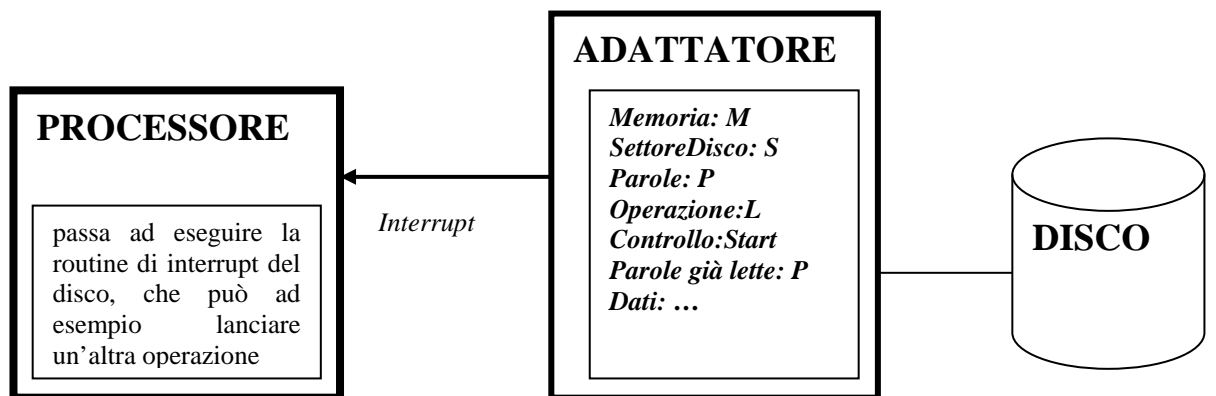 PROCESSORE
passa ad eseguire la
routine di interrupt del
disco, che può ad
esempio lanciare
un'altra operazione
Interrupt
ADATTATORE
Memoria: M
SettoreDisco: S
Parole: P
Operazione:L
Controllo:Start
Parole già lette: P
Dati: …
DISCO